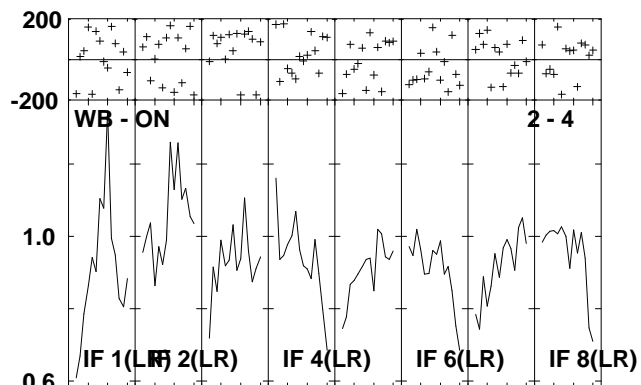 200
-200
WB - ON 2 - 4
1.0
IF 1(LR) IF 2(LR) IF 4(LR) IF 6(LR) IF 8(LR)
0.6